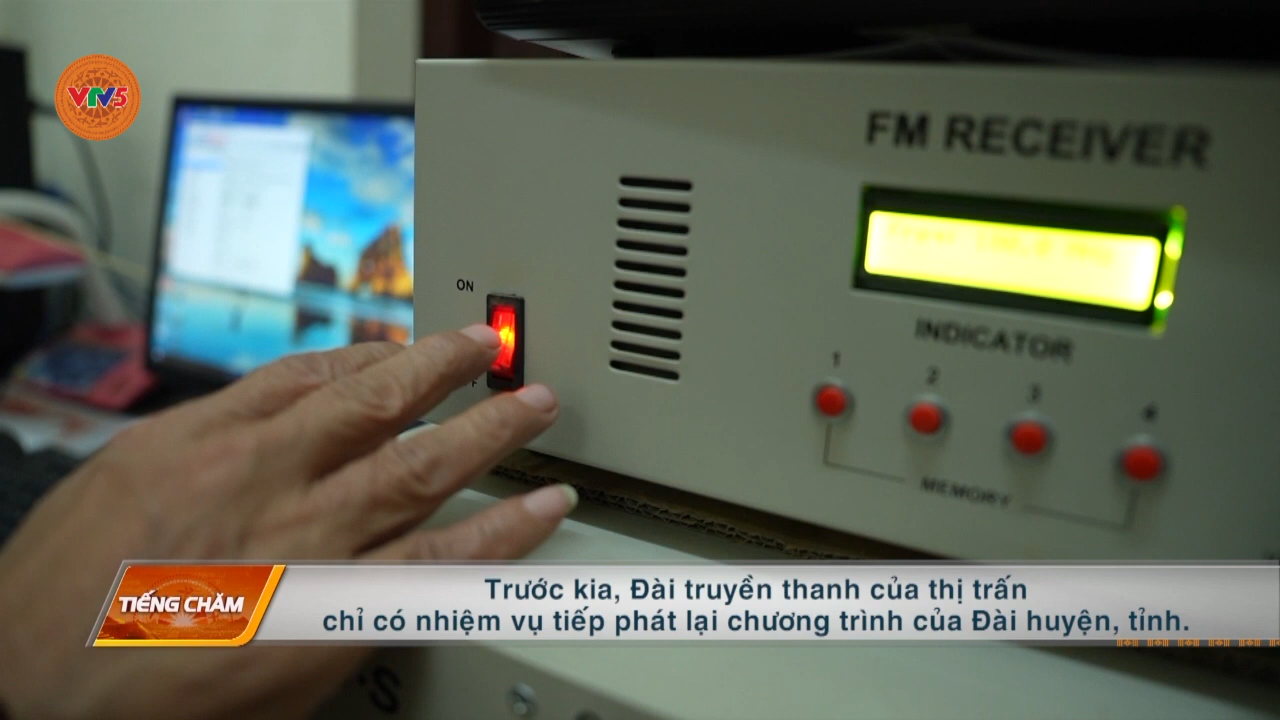 VTV5
FM RECEIVER
ON
INDICATOR
1 2 3 4
MEMORY
TIẾNG CHĂM
Trước kia, Đài truyền thanh của thị trấn
chỉ có nhiệm vụ tiếp phát lại chương trình của Đài huyện, tỉnh.